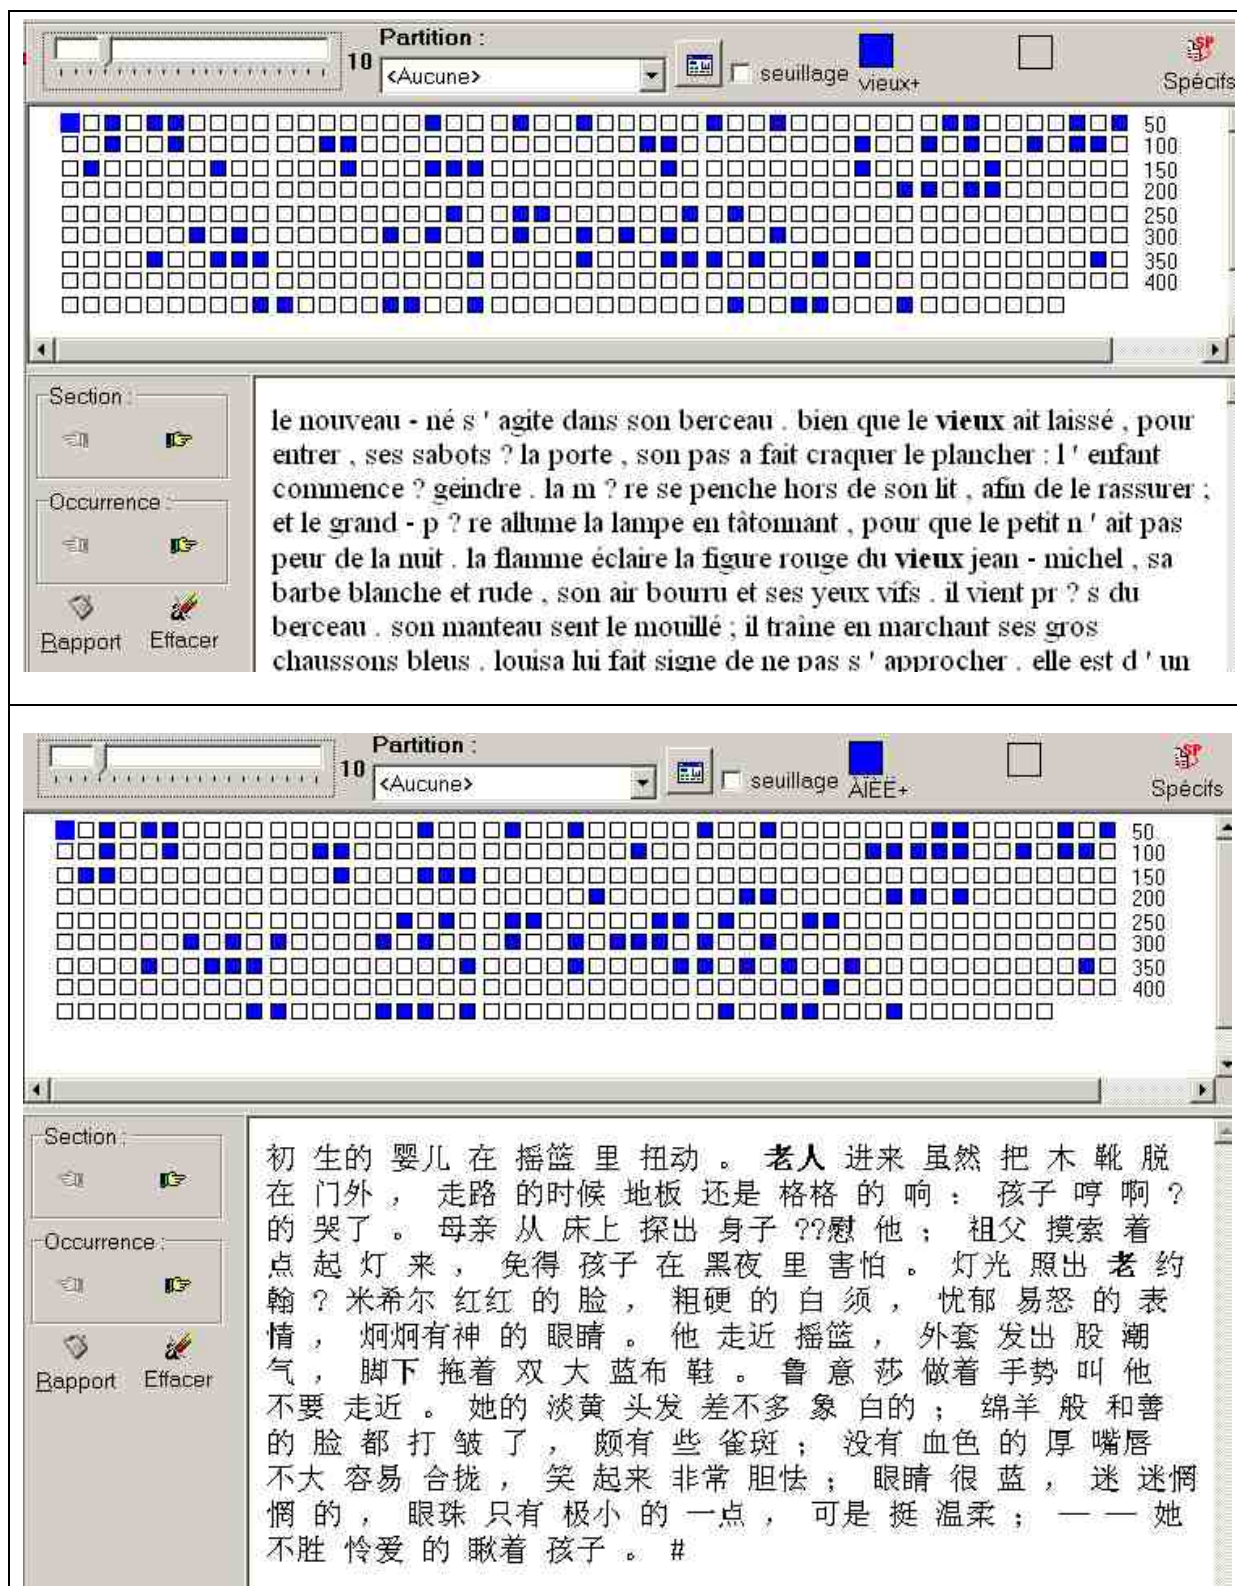 Partition :
10
<Aucune>
seuillage
vieux+
SP
Spécifs
50
100
150
200
250
300
350
400
Section :
Occurrence :
Rapport
Effacer
le nouveau - né s ' agite dans son berceau . bien que le vieux ait laissé , pour
entrer , ses sabots ? la porte , son pas a fait craquer le plancher : l ' enfant
commence ? geindre . la m ? re se penche hors de son lit , afin de le rassurer ;
et le grand - p ? re allume la lampe en tâtonnant , pour que le petit n ' ait pas
peur de la nuit . la flamme éclaire la figure rouge du vieux jean - michel , sa
barbe blanche et rude , son air bourru et ses yeux vifs . il vient pr ? s du
berceau . son manteau sent le mouillé ; il traîne en marchant ses gros
chaussons bleus . louisa lui fait signe de ne pas s ' approcher . elle est d ' un
Partition :
10
<Aucune>
seuillage
ÀÏÈË+
SP
Spécifs
50
100
150
200
250
300
350
400
Section :
Occurrence :
Rapport
Effacer
初 生的 婴儿 在 摇篮 里 扭动 。 老人 进来 虽然 把 木 靴 脱
在 门外 ， 走路 的时候 地板 还是 格格 的 响 ： 孩子 哼 啊 ?
的 哭了 。 母亲 从 床上 探出 身子 ??慰 他 ； 祖父 摸索 着
点 起 灯 来 ， 免得 孩子 在 黑夜 里 害怕 。 灯光 照出 老 约
翰 ? 米希尔 红红 的 脸 ， 粗硬 的 白 须 ， 忧郁 易怒 的 表
情 ， 炯炯有神 的 眼睛 。 他 走近 摇篮 ， 外套 发出 股 潮
气 ， 脚下 拖着 双 大 蓝布 鞋 。 鲁 意 莎 做着 手势 叫 他
不要 走近 。 她的 淡黄 头发 差不多 象 白的 ； 绵羊 般 和善
的 脸 都 打 皱 了 ， 颇有 些 雀斑 ； 没有 血色 的 厚 嘴唇
不大 容易 合拢 ， 笑 起来 非常 胆怯 ； 眼睛 很 蓝 ， 迷 迷惘
惘 的 ， 眼珠 只有 极小 的 一点 ， 可是 挺 温柔 ； — — 她
不胜 怜爱 的 瞅着 孩子 。 #